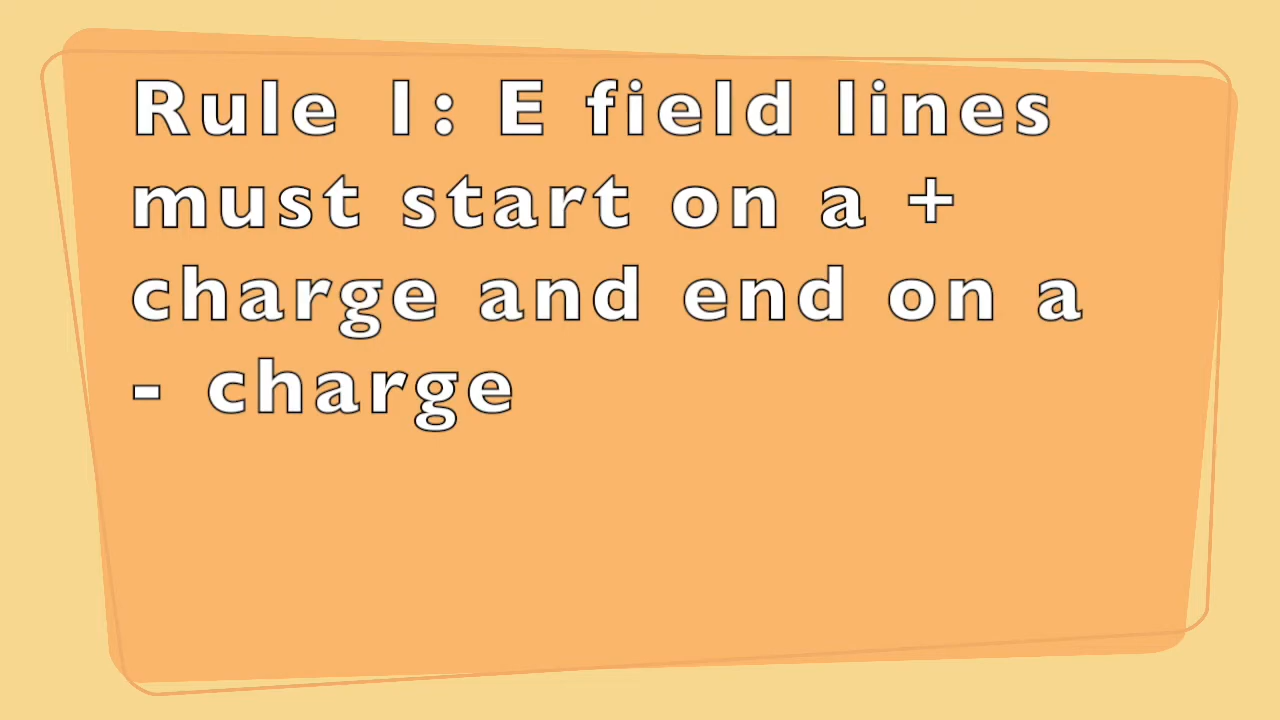 Rule 1: E field lines
must start on a +
charge and end on a
- charge